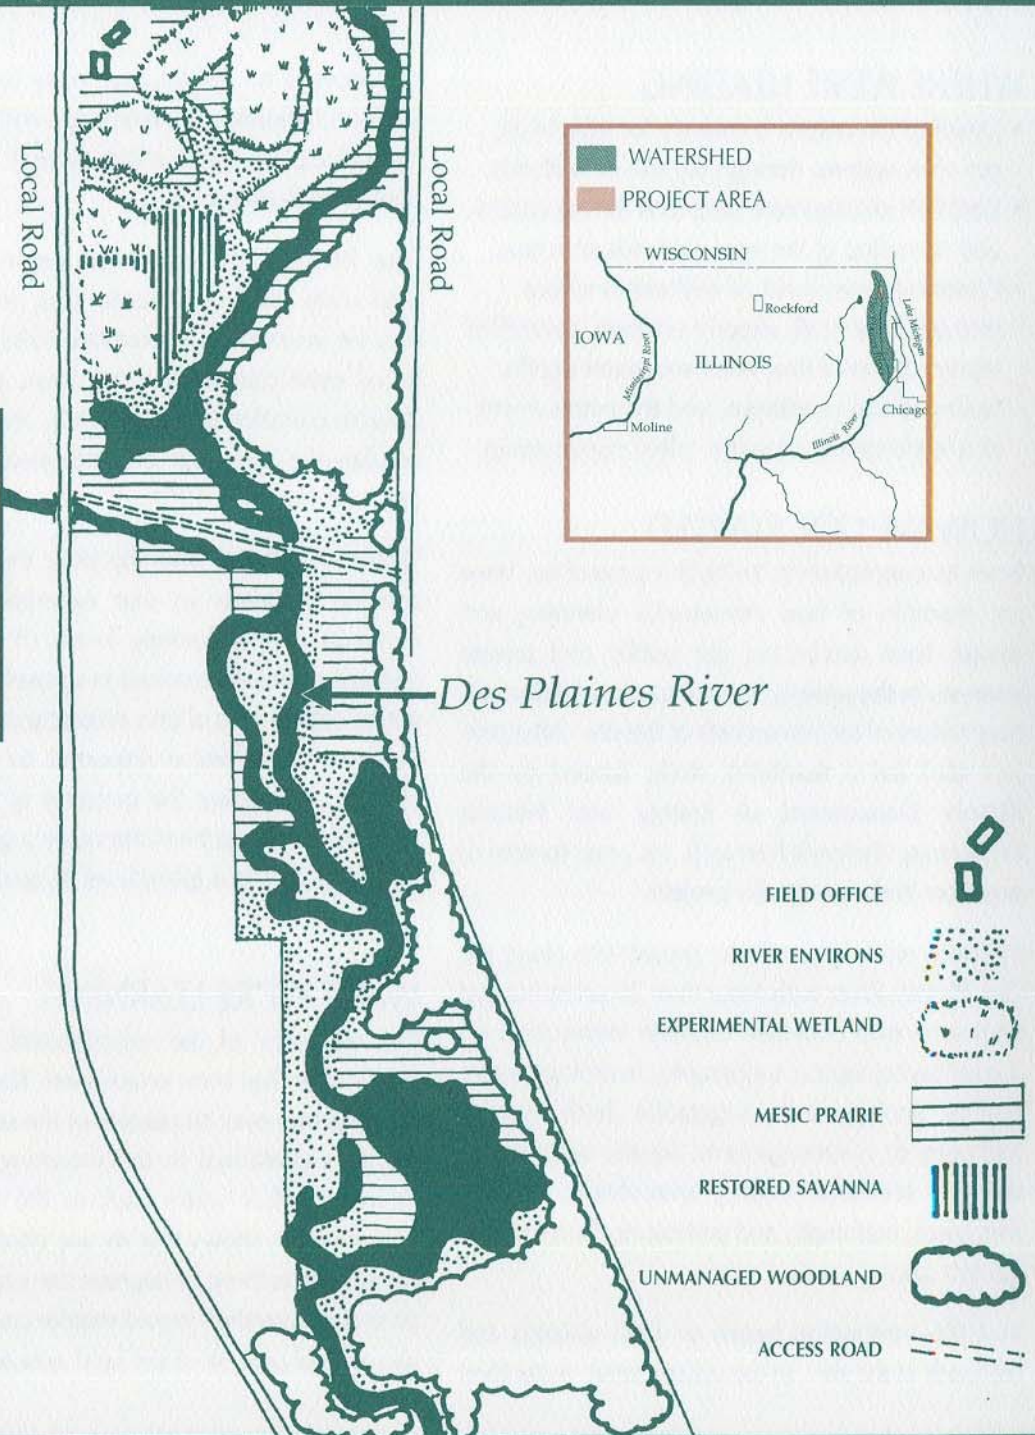 Local Road
Local Road
WATERSHED
PROJECT AREA
WISCONSIN
Rockford
IOWA
Mississippi River
ILLINOIS
Lake Michigan
Moline
Illinois River
Chicago
Des Plaines River
FIELD OFFICE
RIVER ENVIRONS
EXPERIMENTAL WETLAND
MESIC PRAIRIE
RESTORED SAVANNA
UNMANAGED WOODLAND
ACCESS ROAD